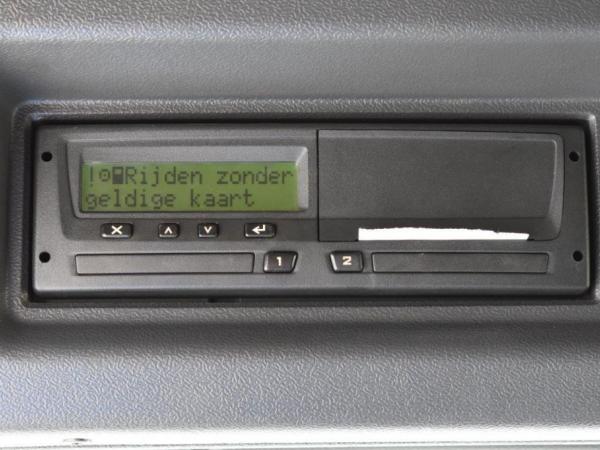 !Rijden zonder
geldige kaart
1 2